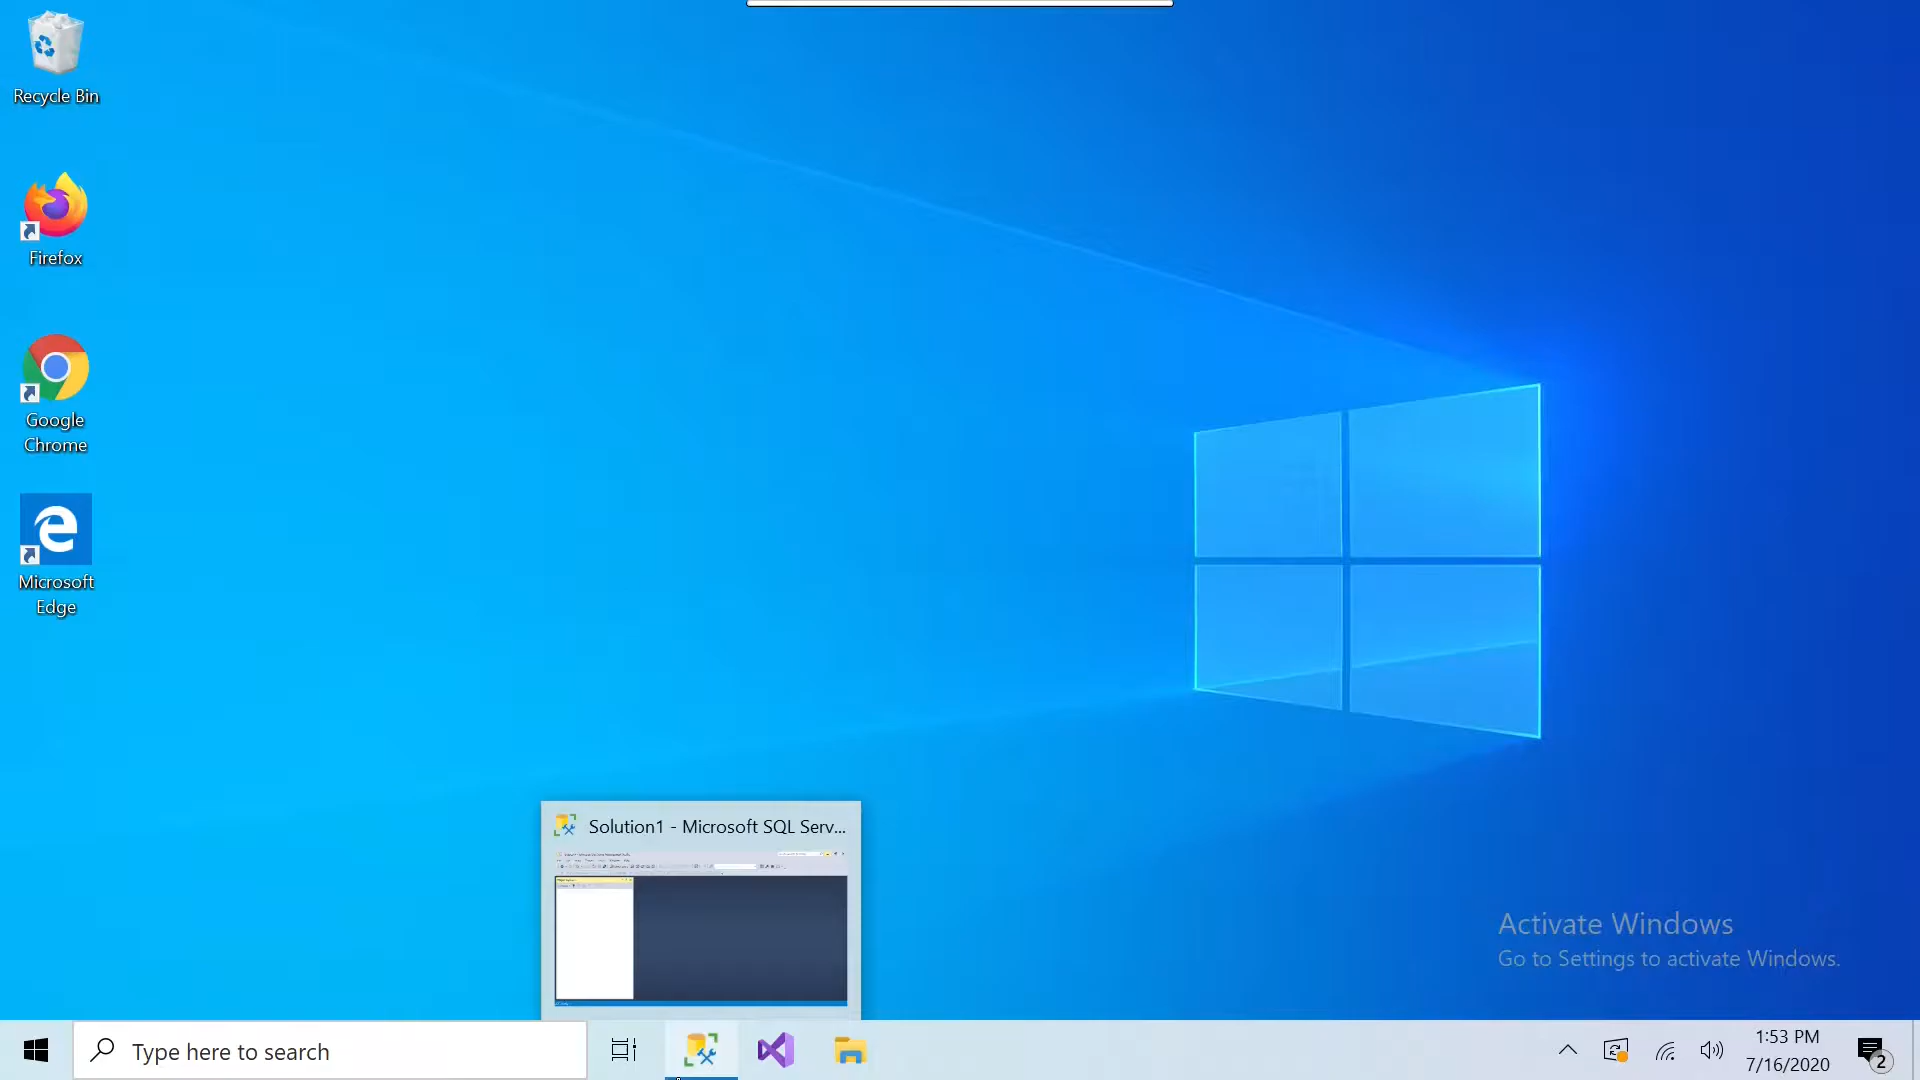 Recycle Bin
Firefox
Google
Chrome
Microsoft
Edge
Solution1 - Microsoft SQL Serv...
Activate Windows
Go to Settings to activate Windows.
Type here to search
1:53 PM
7/16/2020
2